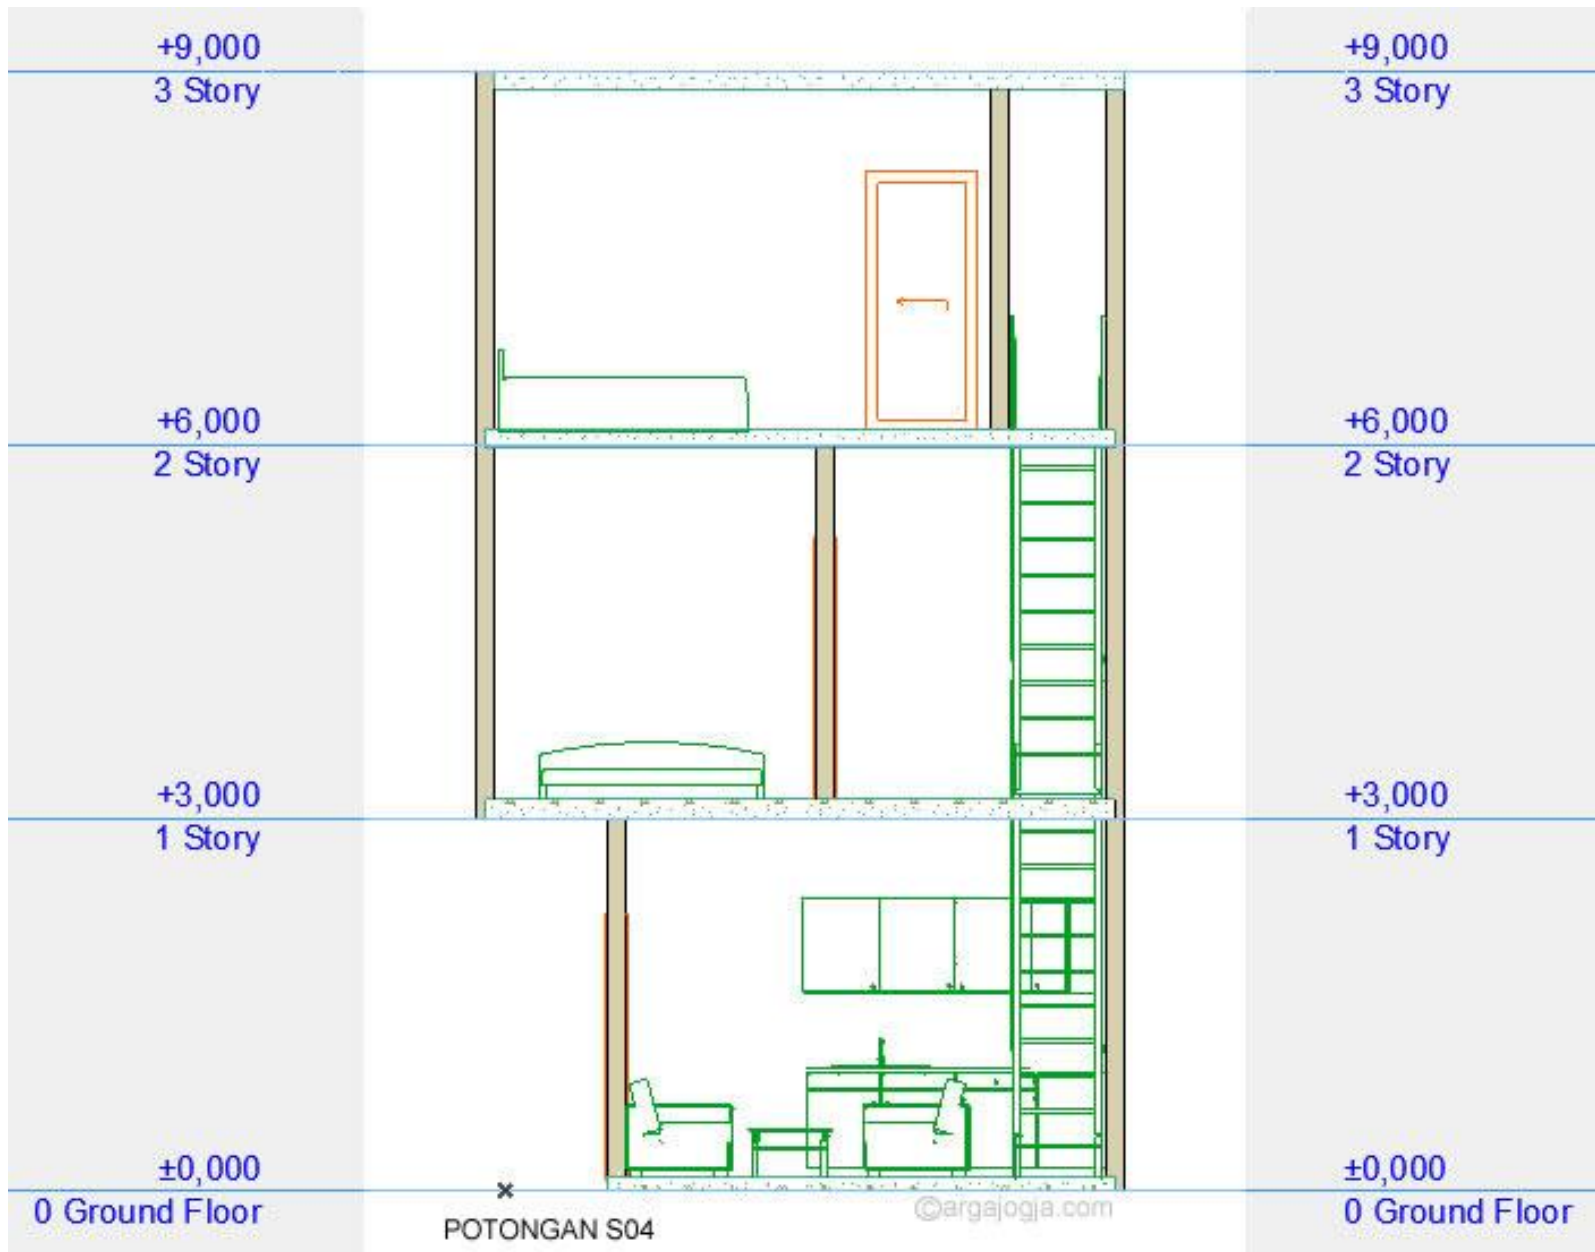 +9,000
3 Story
+9,000
3 Story
+6,000
2 Story
+6,000
2 Story
+3,000
1 Story
+3,000
1 Story
±0,000
0 Ground Floor
±0,000
0 Ground Floor
©argajogja.com
POTONGAN S04